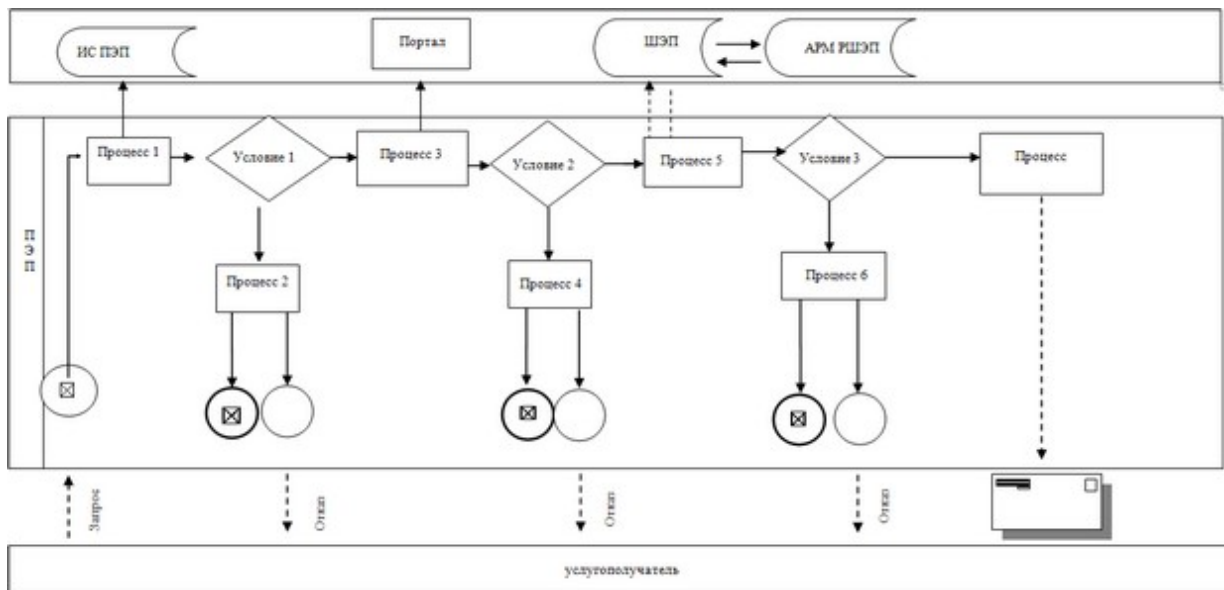 ИС ПЭП
Портал
ШЭП
АРМ РШЭП
Процесс 1
Условие 1
Процесс 3
Условие 2
Процесс 5
Условие 3
Процесс
ПЭП
Процесс 2
Процесс 4
Процесс 6
Запрос
Отказ
Отказ
Отказ
услугополучатель